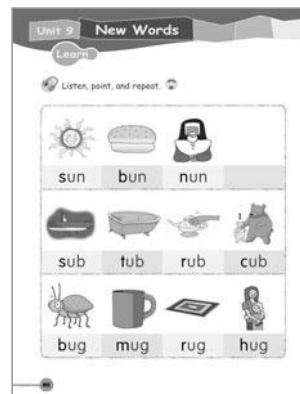 Unit 9 New Words
Learn
Listen, point, and repeat.
sun bun nun
sub tub rub cub
bug mug rug hug